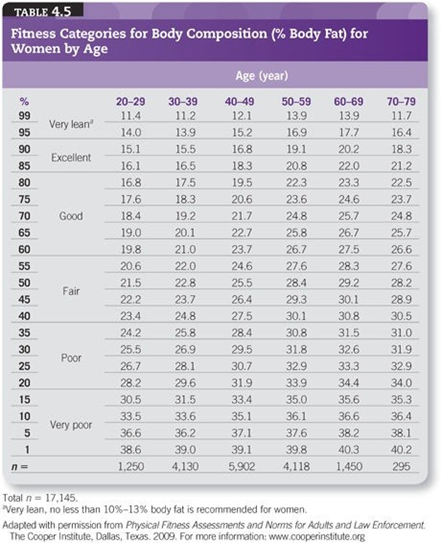 TABLE 4.5
Fitness Categories for Body Composition (% Body Fat) for
Women by Age
Age (year)
% 20–29 30–39 40–49 50–59 60–69 70–79
99 11.4 11.2 12.1 13.9 13.9 11.7
Very leanᵃ
95 14.0 13.9 15.2 16.9 17.7 16.4
90 15.1 15.5 16.8 19.1 20.2 18.3
Excellent
85 16.1 16.5 18.3 20.8 22.0 21.2
80 16.8 17.5 19.5 22.3 23.3 22.5
75 17.6 18.3 20.6 23.6 24.6 23.7
70 Good 18.4 19.2 21.7 24.8 25.7 24.8
65 19.0 20.1 22.7 25.8 26.7 25.7
60 19.8 21.0 23.7 26.7 27.5 26.6
55 20.6 22.0 24.6 27.6 28.3 27.6
50 21.5 22.8 25.5 28.4 29.2 28.2
Fair
45 22.2 23.7 26.4 29.3 30.1 28.9
40 23.4 24.8 27.5 30.1 30.8 30.5
35 24.2 25.8 28.4 30.8 31.5 31.0
30 25.5 26.9 29.5 31.8 32.6 31.9
Poor
25 26.7 28.1 30.7 32.9 33.3 32.9
20 28.2 29.6 31.9 33.9 34.4 34.0
15 30.5 31.5 33.4 35.0 35.6 35.3
10 33.5 33.6 35.1 36.1 36.6 36.4
Very poor
5 36.6 36.2 37.1 37.6 38.2 38.1
1 38.6 39.0 39.1 39.8 40.3 40.2
n = 1,250 4,130 5,902 4,118 1,450 295
Total n = 17,145.
ᵃVery lean, no less than 10%–13% body fat is recommended for women.
Adapted with permission from Physical Fitness Assessments and Norms for Adults and Law Enforcement.
The Cooper Institute, Dallas, Texas. 2009. For more information: www.cooperinstitute.org